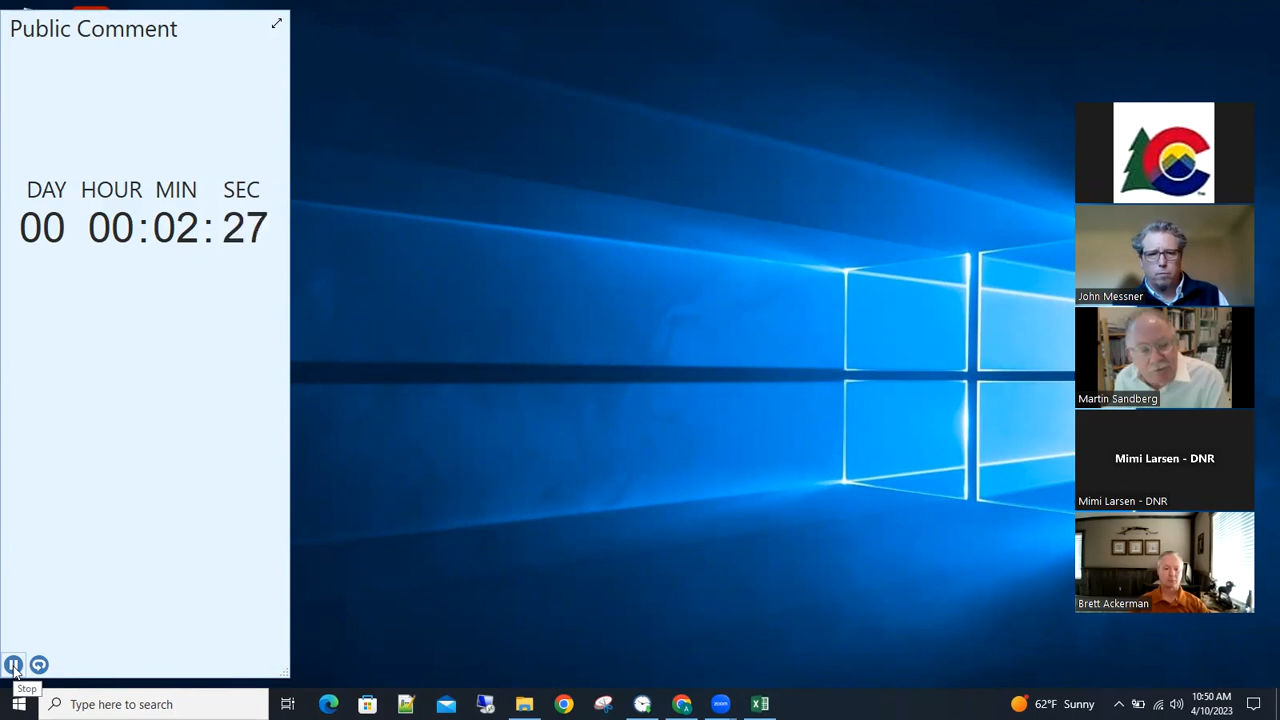 Public Comment
DAY HOUR MIN SEC
00 00:02:27
John Messner
Martin Sandberg
Mimi Larsen - DNR
Mimi Larsen - DNR
Brett Ackerman
Stop
Type here to search
zoom
62°F Sunny
10:50 AM
4/10/2023